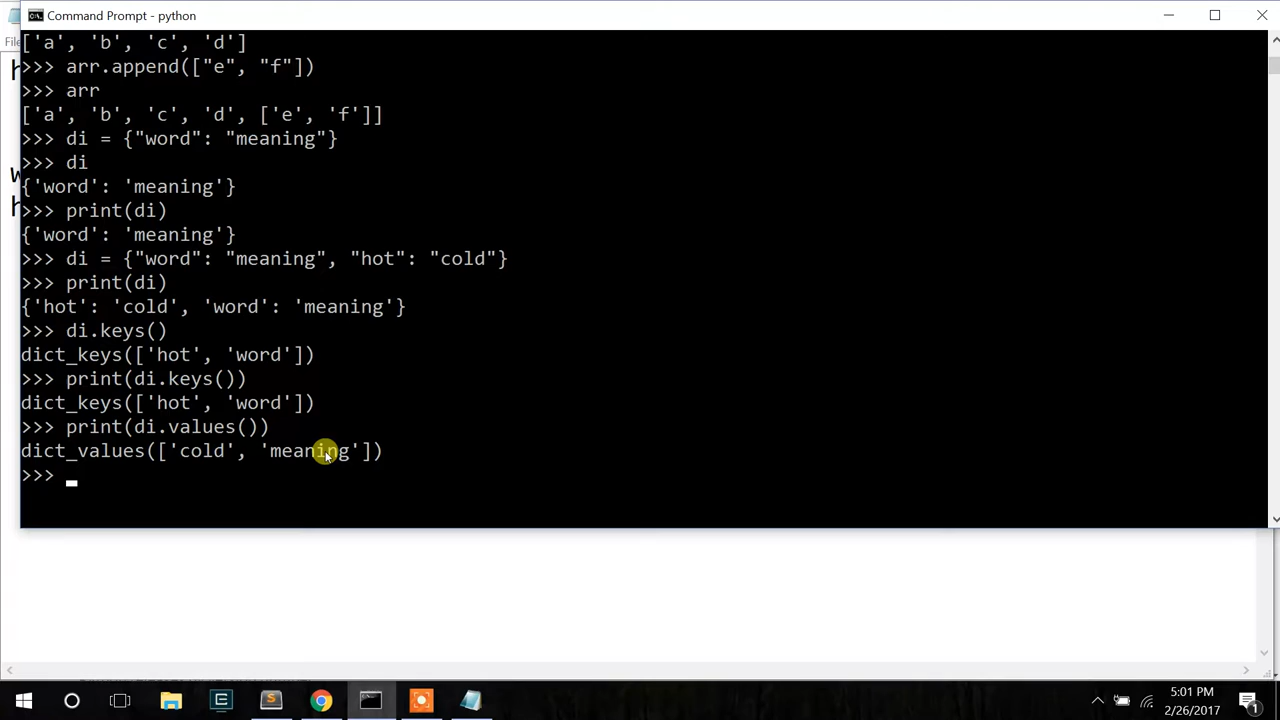 Command Prompt - python
File
['a', 'b', 'c', 'd']
>>> arr.append(["e", "f"])
>>> arr
['a', 'b', 'c', 'd', ['e', 'f']]
>>> di = {"word": "meaning"}
>>> di
{'word': 'meaning'}
>>> print(di)
{'word': 'meaning'}
>>> di = {"word": "meaning", "hot": "cold"}
>>> print(di)
{'hot': 'cold', 'word': 'meaning'}
>>> di.keys()
dict_keys(['hot', 'word'])
>>> print(di.keys())
dict_keys(['hot', 'word'])
>>> print(di.values())
dict_values(['cold', 'meaning'])
>>>
5:01 PM
2/26/2017
1